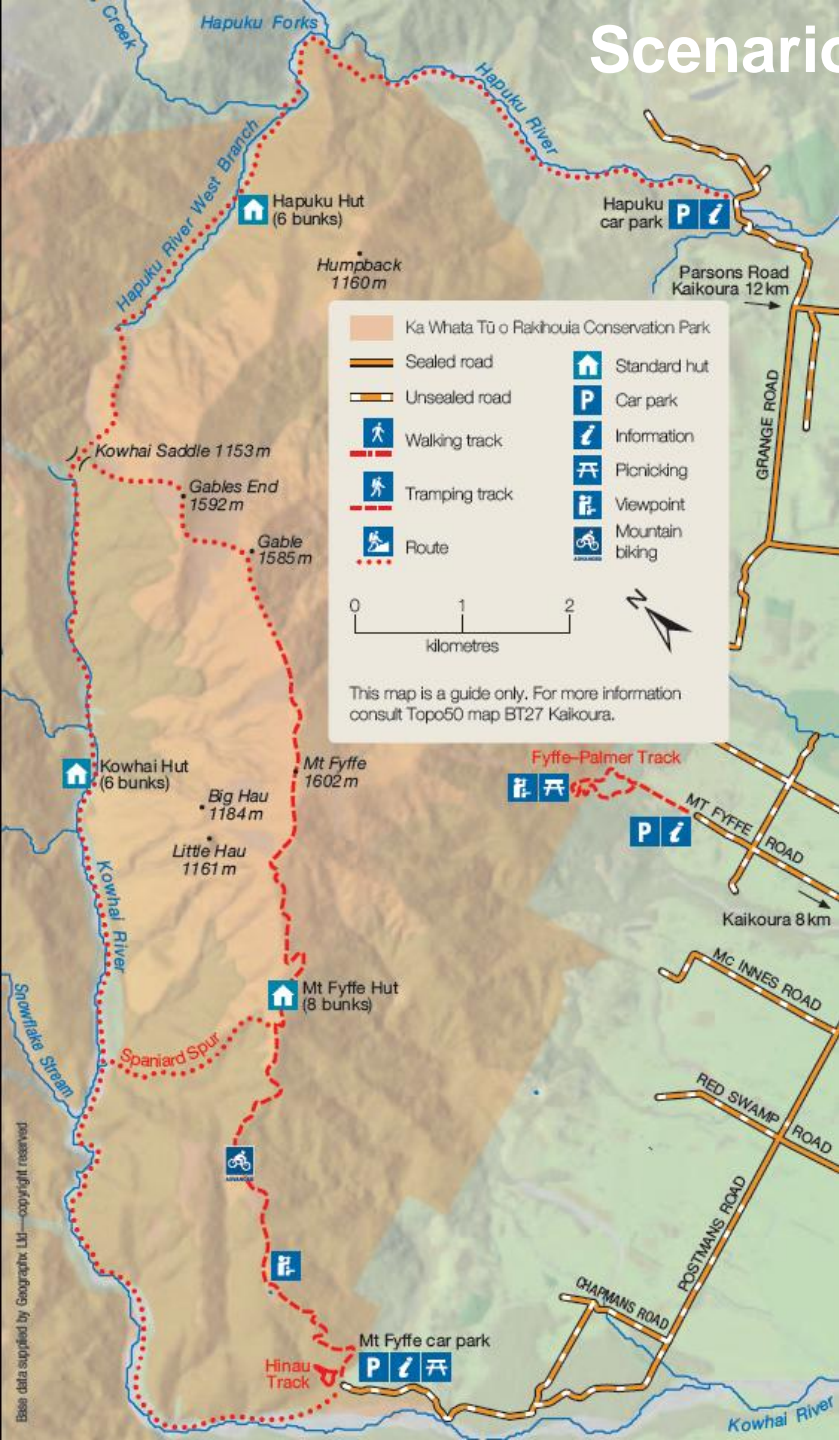 Scenario
Creek
Hapuku Forks
Hapuku River
Hapuku River West Branch
Hapuku Hut
(6 bunks)
Hapuku
car park
P i
Humpback
1160 m
Parsons Road
Kaikoura 12 km
Ka Whata Tū o Rakihouia Conservation Park
Sealed road
Unsealed road
Walking track
Tramping track
Route
Standard hut
P Car park
i Information
Picnicking
Viewpoint
Mountain
biking
ADVANCED
0 1 2
kilometres
N
This map is a guide only. For more information
consult Topo50 map BT27 Kaikoura.
GRANGE ROAD
Kowhai Saddle 1153 m
Gables End
1592 m
Gable
1585 m
Mt Fyffe
1602 m
Kowhai Hut
(6 bunks)
Big Hau
1184 m
Little Hau
1161 m
Fyffe–Palmer Track
P i
MT FYFFE ROAD
Kaikoura 8 km
Kowhai River
Mt Fyffe Hut
(8 bunks)
MC INNES ROAD
Snowflake Stream
Spaniard Spur
RED SWAMP ROAD
ADVANCED
POSTMANS ROAD
CHAPMANS ROAD
Mt Fyffe car park
P i
Hinau
Track
Kowhai River
Base data supplied by Geographx Ltd—copyright reserved